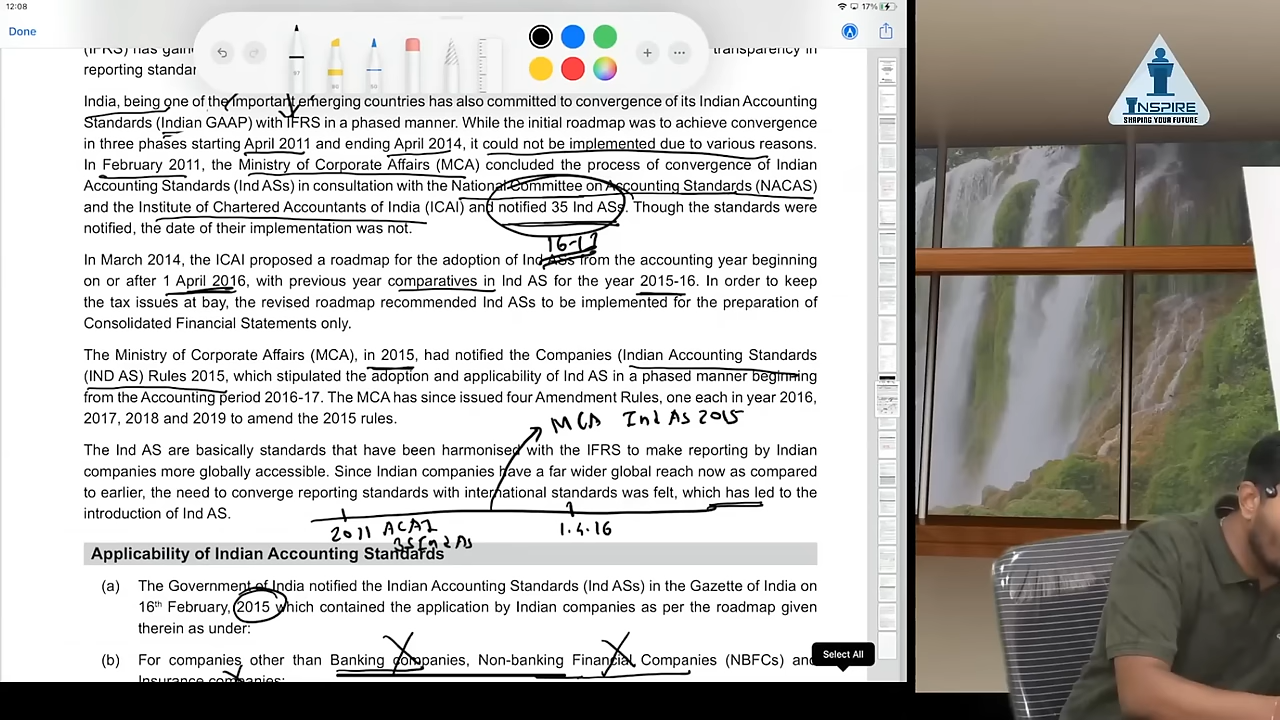 12:08
17%
Done
(IFRS) has gain transparency in
reporting standar
India, being one of the important emerging countries has also committed to convergence of its Indian Accounting
Standards (Indian GAAP) with IFRS in a phased manner. While the initial roadmap was to achieve convergence
in three phases starting April 2011 and ending April 2014, it could not be implemented due to various reasons.
In February 2011, the Ministry of Corporate Affairs (MCA) concluded the process of convergence of Indian
Accounting Standards (Ind ASs) in consultation with the National Committee on Accounting Standards (NACAS)
and the Institute of Chartered Accountants of India (ICAI) and notified 35 Ind ASs. Though the standards were
notified, the date of their implementation was not.
16-17
In March 2014, the ICAI proposed a roadmap for the adoption of Ind ASs from the accounting year beginning
on or after April 2016, with previous year comparatives in Ind AS for the year 2015-16. In order to keep
the tax issues at bay, the revised roadmap recommended Ind ASs to be implemented for the preparation of
Consolidated Financial Statements only.
The Ministry of Corporate Affairs (MCA), in 2015, had notified the Companies (Indian Accounting Standards
(IND AS) Rules 2015, which stipulated the adoption and applicability of Ind AS in a phased manner beginning
from the Accounting period 2016-17. The MCA has since issued four Amendment Rules, one each in year 2016,
2017, 2018 and 2019 to amend the 2015 rules.
MCA Ind AS 2015
The Ind AS are basically standards that have been harmonised with the IFRS to make reporting by Indian
companies more globally accessible. Since Indian companies have a far wider global reach now as compared
to earlier, the need to converge reporting standards with international standards was felt, which has led to the
introduction of Ind AS.
2011
1.4.16
Applicability of Indian Accounting Standards
(a) The Government of India notified the Indian Accounting Standards (Ind ASs) in the Gazette of India on
16th February, 2015 which contained the application by Indian companies as per the roadmap given
therein as under:
(b) For companies other than Banking companies, Non-banking Financial Companies (NBFCs) and
Insurance companies:
Select All
INSPIRE
SHAPING YOUR FUTURE